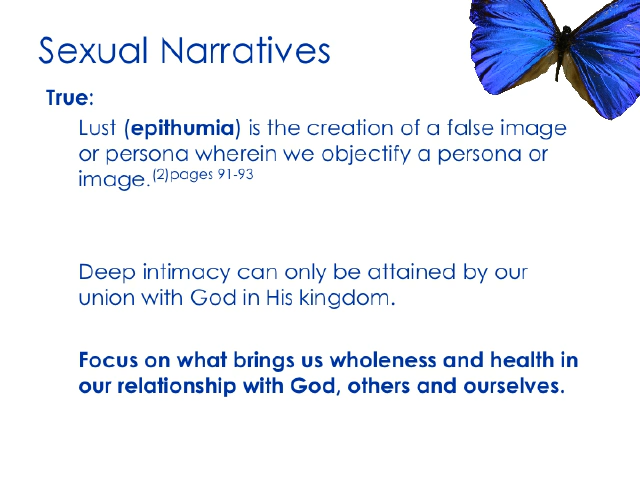 Sexual Narratives
True:
Lust (epithumia) is the creation of a false image
or persona wherein we objectify a persona or
image.(2)pages 91-93
Deep intimacy can only be attained by our
union with God in His kingdom.
Focus on what brings us wholeness and health in
our relationship with God, others and ourselves.